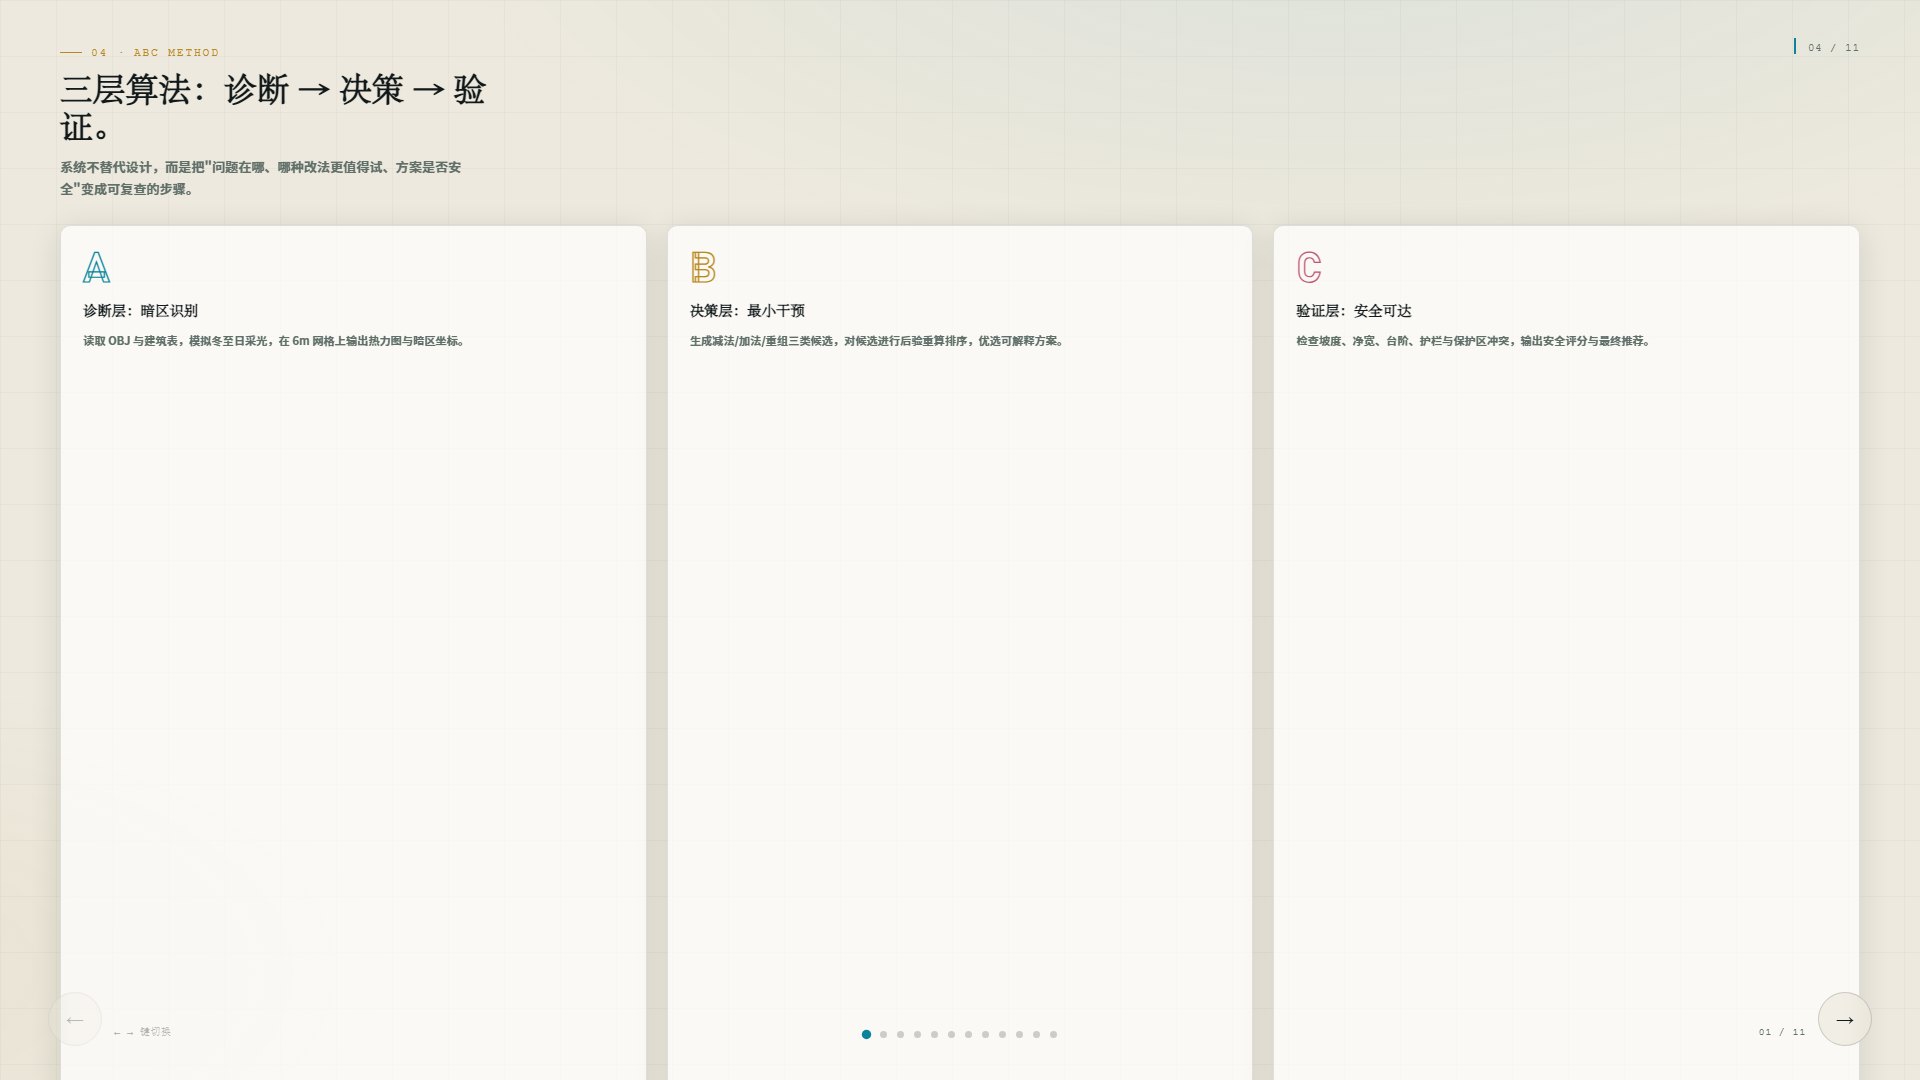 04 · ABC METHOD
04 / 11
三层算法：诊断 → 决策 → 验
证。
系统不替代设计，而是把"问题在哪、哪种改法更值得试、方案是否安
全"变成可复查的步骤。
A
诊断层：暗区识别
读取 OBJ 与建筑表，模拟冬至日采光，在 6m 网格上输出热力图与暗区坐标。
B
决策层：最小干预
生成减法/加法/重组三类候选，对候选进行后验重算排序，优选可解释方案。
C
验证层：安全可达
检查坡度、净宽、台阶、护栏与保护区冲突，输出安全评分与最终推荐。
←
← → 键切换
01 / 11
→